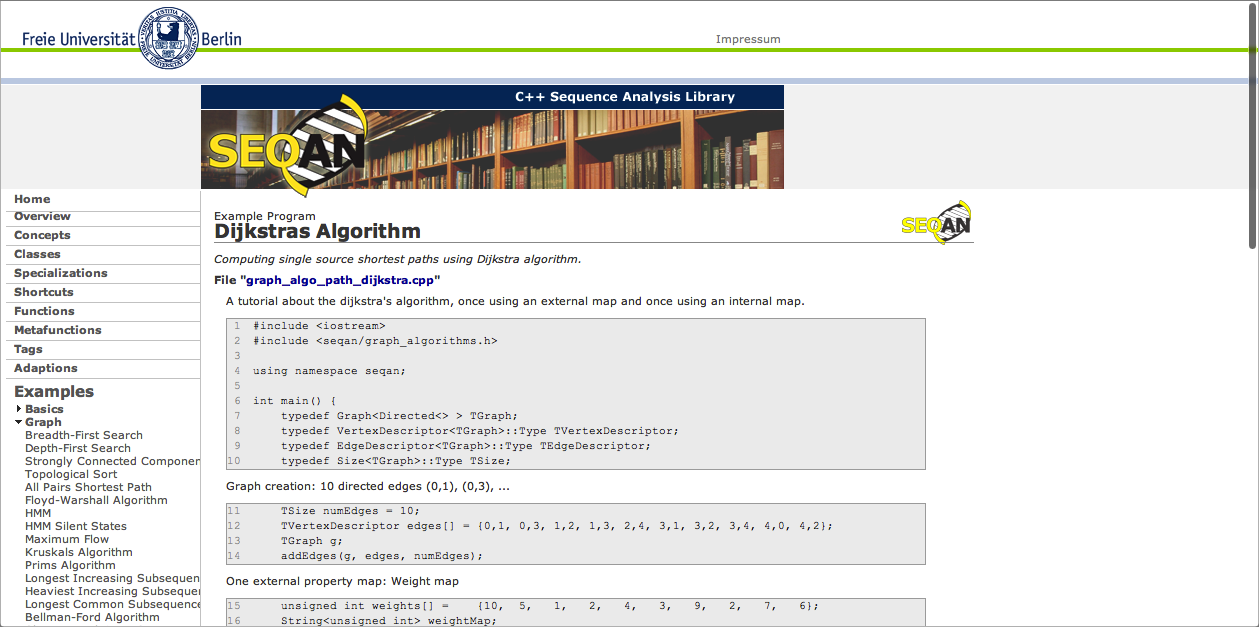 Freie Universität Berlin
Impressum
C++ Sequence Analysis Library
SEQAN
Home
Overview
Concepts
Classes
Specializations
Shortcuts
Functions
Metafunctions
Tags
Adaptions
Examples
Basics
Graph
Breadth-First Search
Depth-First Search
Strongly Connected Componen
Topological Sort
All Pairs Shortest Path
Floyd-Warshall Algorithm
HMM
HMM Silent States
Maximum Flow
Kruskals Algorithm
Prims Algorithm
Longest Increasing Subsequen
Heaviest Increasing Subsequen
Longest Common Subsequence
Bellman-Ford Algorithm
Example Program
Dijkstras Algorithm
SEQAN
Computing single source shortest paths using Dijkstra algorithm.
File "graph_algo_path_dijkstra.cpp"
A tutorial about the dijkstra's algorithm, once using an external map and once using an internal map.
1 #include <iostream>
2 #include <seqan/graph_algorithms.h>
3
4 using namespace seqan;
5
6 int main() {
7 typedef Graph<Directed<> > TGraph;
8 typedef VertexDescriptor<TGraph>::Type TVertexDescriptor;
9 typedef EdgeDescriptor<TGraph>::Type TEdgeDescriptor;
10 typedef Size<TGraph>::Type TSize;
Graph creation: 10 directed edges (0,1), (0,3), ...
11 TSize numEdges = 10;
12 TVertexDescriptor edges[] = {0,1, 0,3, 1,2, 1,3, 2,4, 3,1, 3,2, 3,4, 4,0, 4,2};
13 TGraph g;
14 addEdges(g, edges, numEdges);
One external property map: Weight map
15 unsigned int weights[] = {10, 5, 1, 2, 4, 3, 9, 2, 7, 6};
16 String<unsigned int> weightMap;